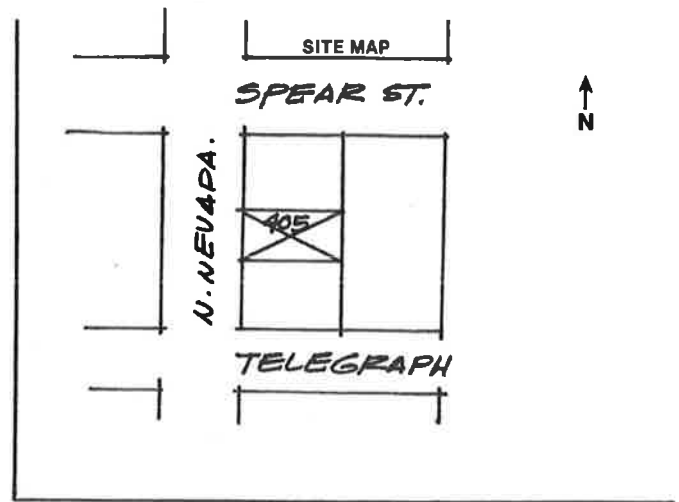 SITE MAP
SPEAR ST.
N
N. NEVADA.
405
TELEGRAPH